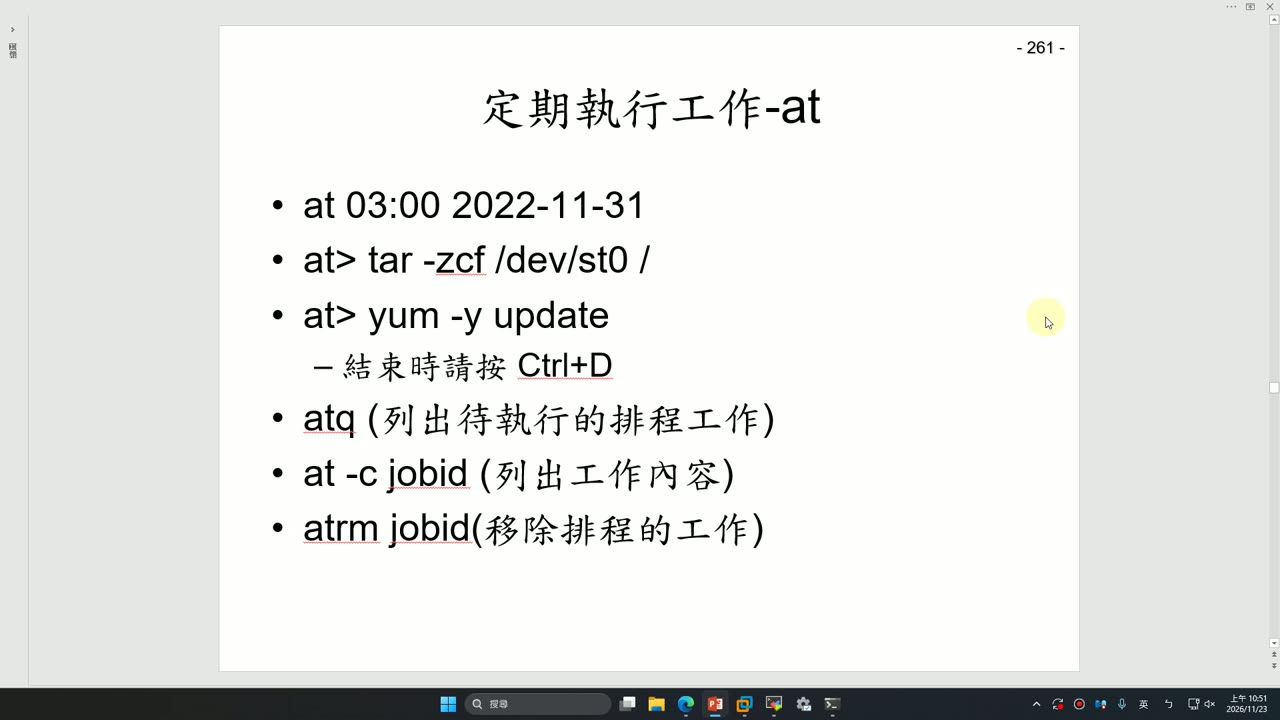 - 261 -
定期執行工作-at
• at 03:00 2022-11-31
• at> tar -zcf /dev/st0 /
• at> yum -y update
– 結束時請按 Ctrl+D
• atq (列出待執行的排程工作)
• at -c jobid (列出工作內容)
• atrm jobid(移除排程的工作)
搜尋
英
上午 10:51
2026/11/23